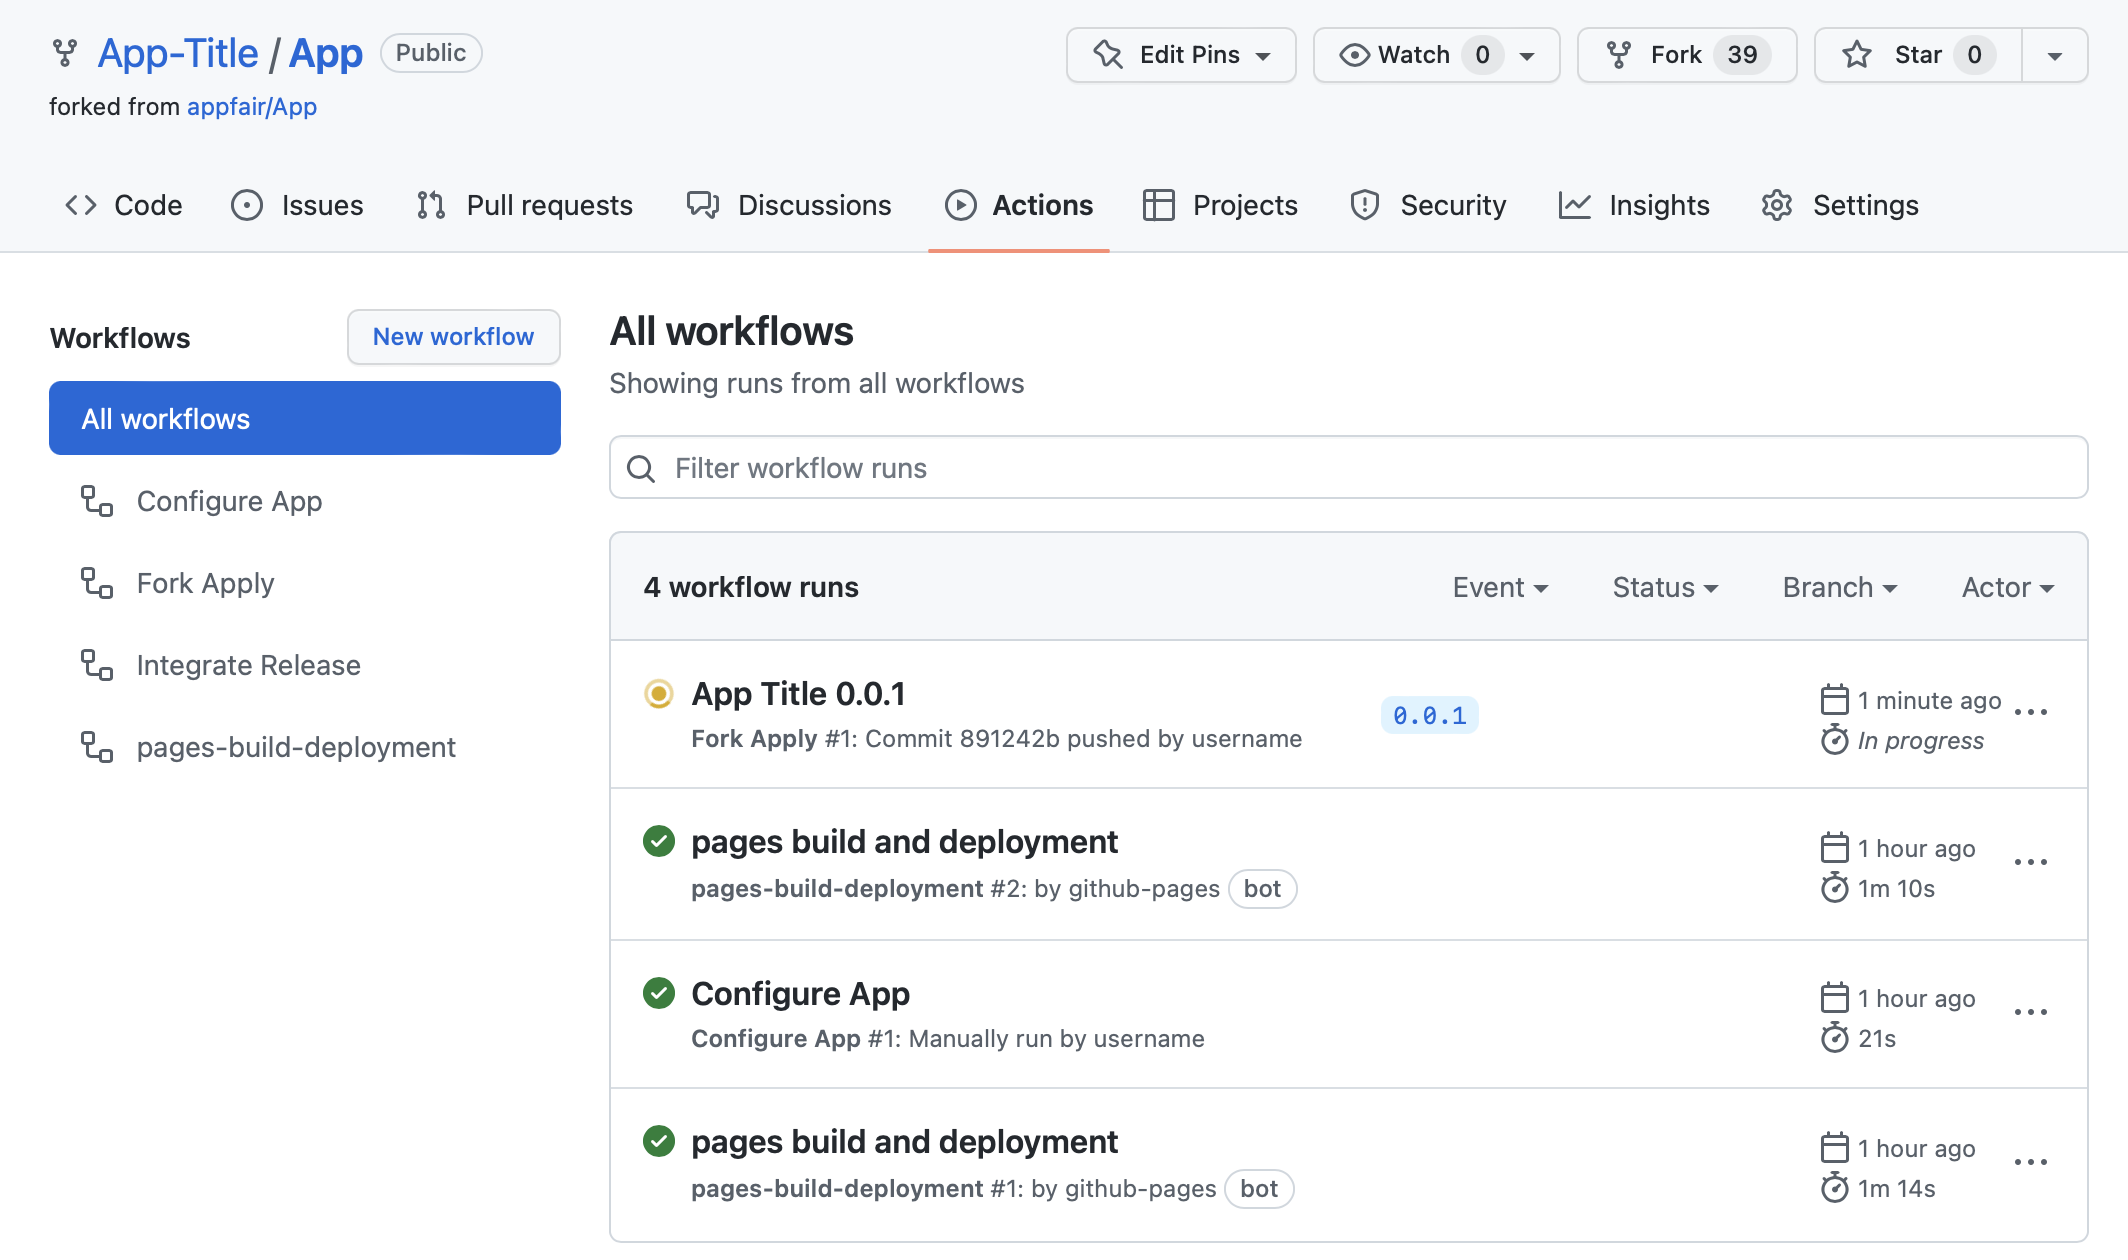 App-Title / App Public
Edit Pins
Watch 0
Fork 39
Star 0
forked from appfair/App
Code
Issues
Pull requests
Discussions
Actions
Projects
Security
Insights
Settings
Workflows
New workflow
All workflows
Configure App
Fork Apply
Integrate Release
pages-build-deployment
All workflows
Showing runs from all workflows
Filter workflow runs
4 workflow runs
Event
Status
Branch
Actor
App Title 0.0.1
Fork Apply #1: Commit 891242b pushed by username
0.0.1
1 minute ago
In progress
pages build and deployment
pages-build-deployment #2: by github-pages bot
1 hour ago
1m 10s
Configure App
Configure App #1: Manually run by username
1 hour ago
21s
pages build and deployment
pages-build-deployment #1: by github-pages bot
1 hour ago
1m 14s